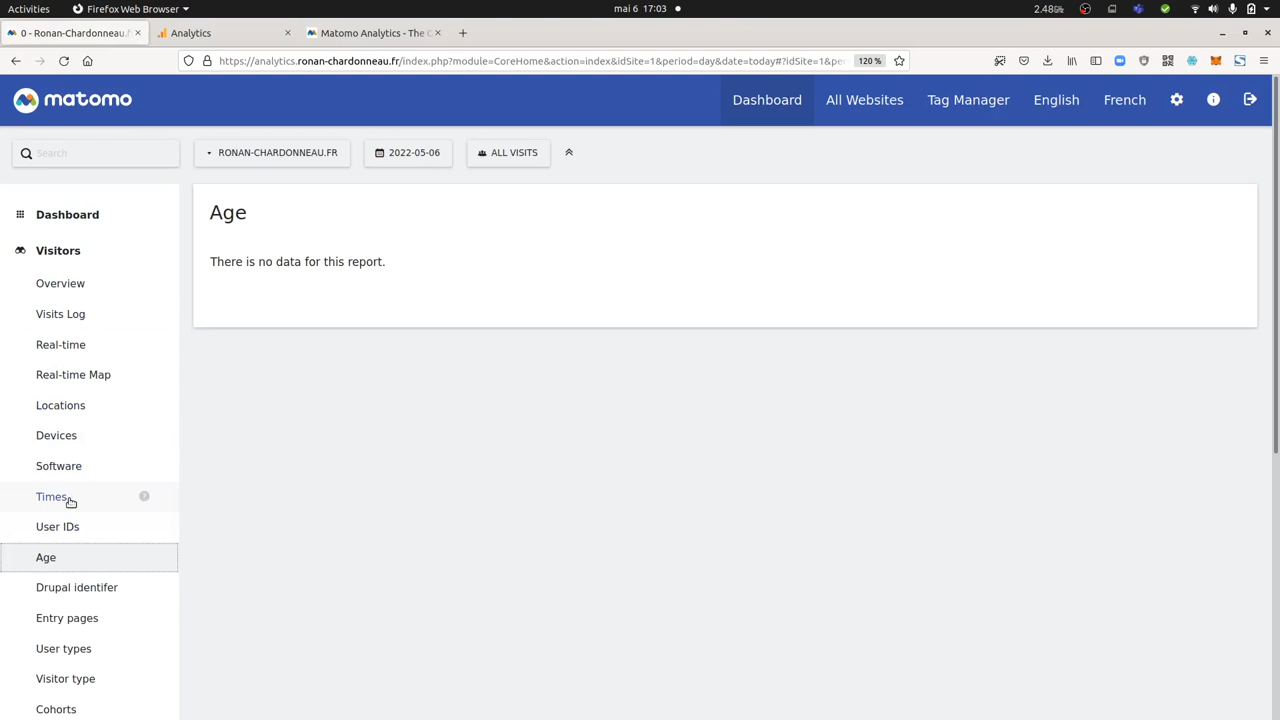 Activities
Firefox Web Browser
mai 6 17:03
2.48%
0 - Ronan-Chardonneau.
Analytics
Matomo Analytics - The
https://analytics.ronan-chardonneau.fr/index.php?module=CoreHome&action=index&idSite=1&period=day&date=today#?idSite=1&pe
120 %
matomo
Dashboard
All Websites
Tag Manager
English
French
Search
RONAN-CHARDONNEAU.FR
2022-05-06
ALL VISITS
Dashboard
Visitors
Overview
Visits Log
Real-time
Real-time Map
Locations
Devices
Software
Times
User IDs
Age
Drupal identifer
Entry pages
User types
Visitor type
Cohorts
Age
There is no data for this report.